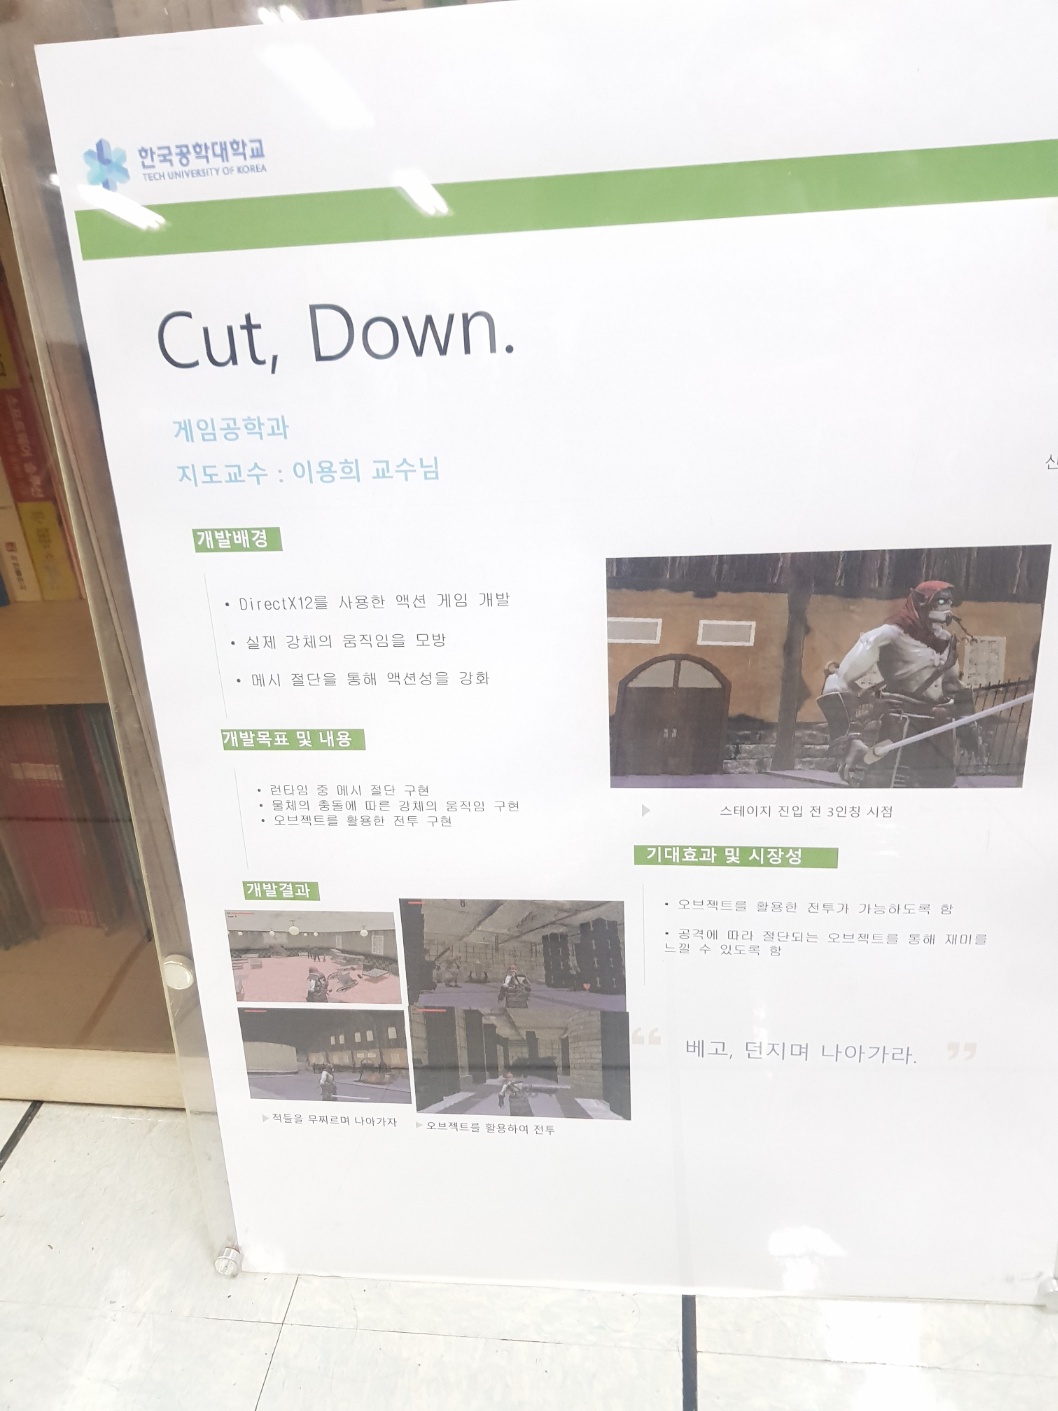 한국공학대학교
TECH UNIVERSITY OF KOREA
Cut, Down.
게임공학과
지도교수 : 이용희 교수님
개발배경
• DirectX12를 사용한 액션 게임 개발
• 실제 강체의 움직임을 모방
• 메시 절단을 통해 액션성을 강화
개발목표 및 내용
• 런타임 중 메시 절단 구현
• 물체의 충돌에 따른 강체의 움직임 구현
• 오브젝트를 활용한 전투 구현
개발결과
▶적들을 무찌르며 나아가자
▶오브젝트를 활용하여 전투
▶ 스테이지 진입 전 3인칭 시점
기대효과 및 시장성
• 오브젝트를 활용한 전투가 가능하도록 함
• 공격에 따라 절단되는 오브젝트를 통해 재미를
느낄 수 있도록 함
“ 베고, 던지며 나아가라. ”